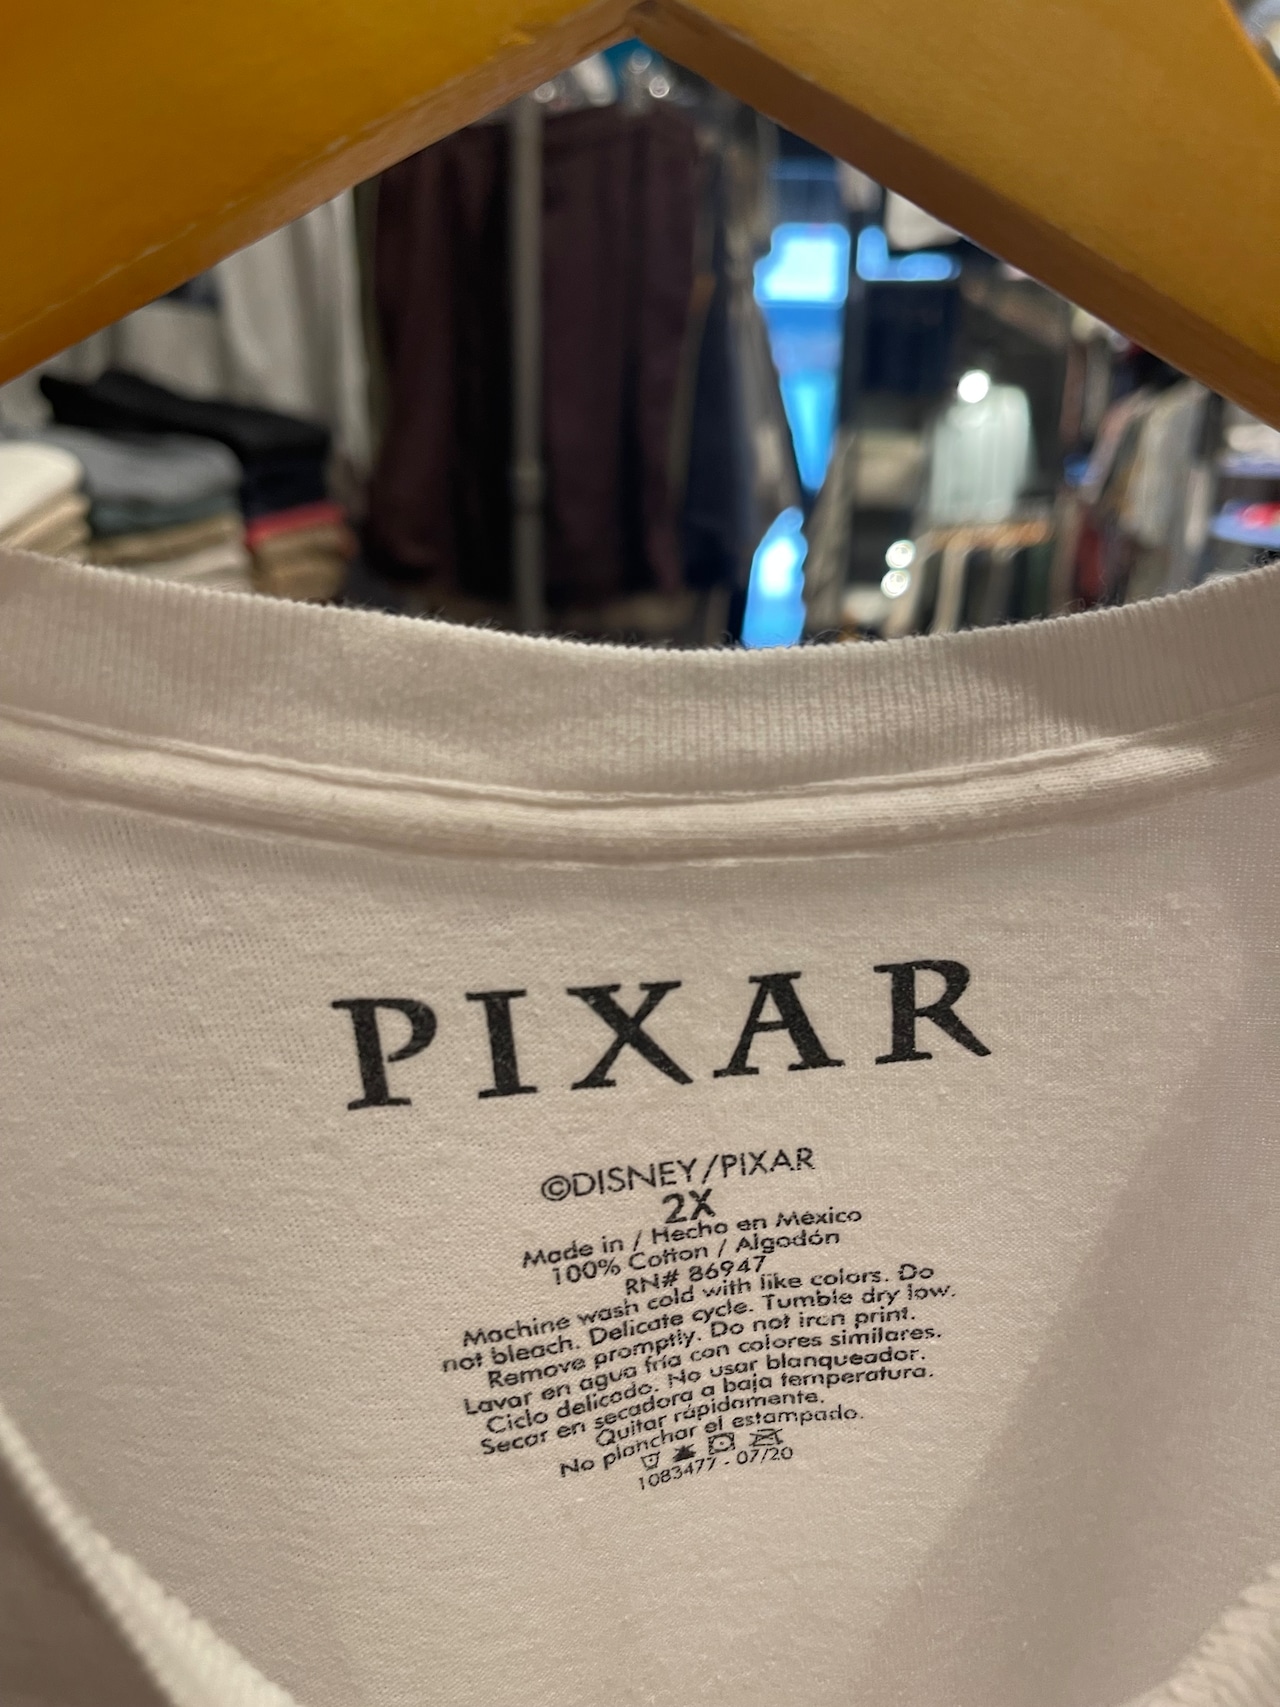 PIXAR
©DISNEY/PIXAR
2X
Made in / Hecho en México
100% Cotton / Algodón
RN# 86947
Machine wash cold with like colors. Do
not bleach. Delicate cycle. Tumble dry low.
Remove promptly. Do not iron print.
Lavar en agua fría con colores similares.
Ciclo delicado. No usar blanqueador.
Secar en secadora a baja temperatura.
Quitar rápidamente.
No planchar el estampado.
1083477 - 07/20